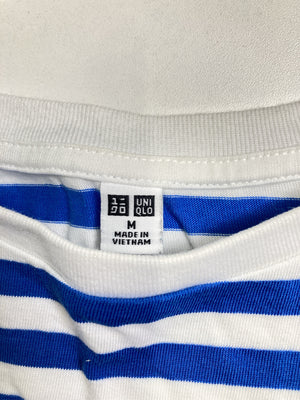 ユニ UNI
クロ QLO
M
MADE IN
VIETNAM